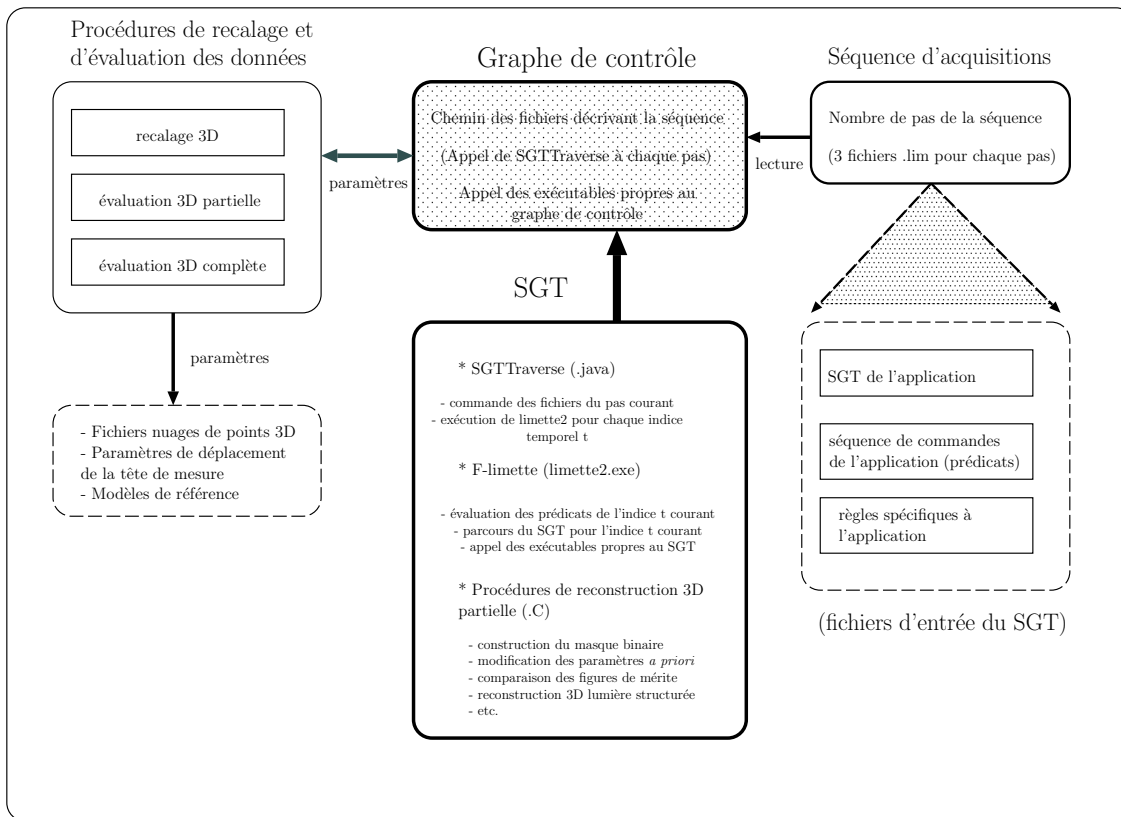 Procédures de recalage et
d'évaluation des données
recalage 3D
évaluation 3D partielle
évaluation 3D complète
paramètres
- Fichiers nuages de points 3D
- Paramètres de déplacement
de la tête de mesure
- Modèles de référence
paramètres
Graphe de contrôle
Chemin des fichiers décrivant la séquence
(Appel de SGTTraverse à chaque pas)
Appel des exécutables propres au
graphe de contrôle
SGT
* SGTTraverse (.java)
- commande des fichiers du pas courant
- exécution de limette2 pour chaque indice
temporel t
* F-limette (limette2.exe)
- évaluation des prédicats de l'indice t courant
- parcours du SGT pour l'indice t courant
- appel des exécutables propres au SGT
* Procédures de reconstruction 3D
partielle (.C)
- construction du masque binaire
- modification des paramètres a priori
- comparaison des figures de mérite
- reconstruction 3D lumière structurée
- etc.
lecture
Séquence d'acquisitions
Nombre de pas de la séquence
(3 fichiers .lim pour chaque pas)
SGT de l'application
séquence de commandes
de l'application (prédicats)
règles spécifiques à
l'application
(fichiers d'entrée du SGT)